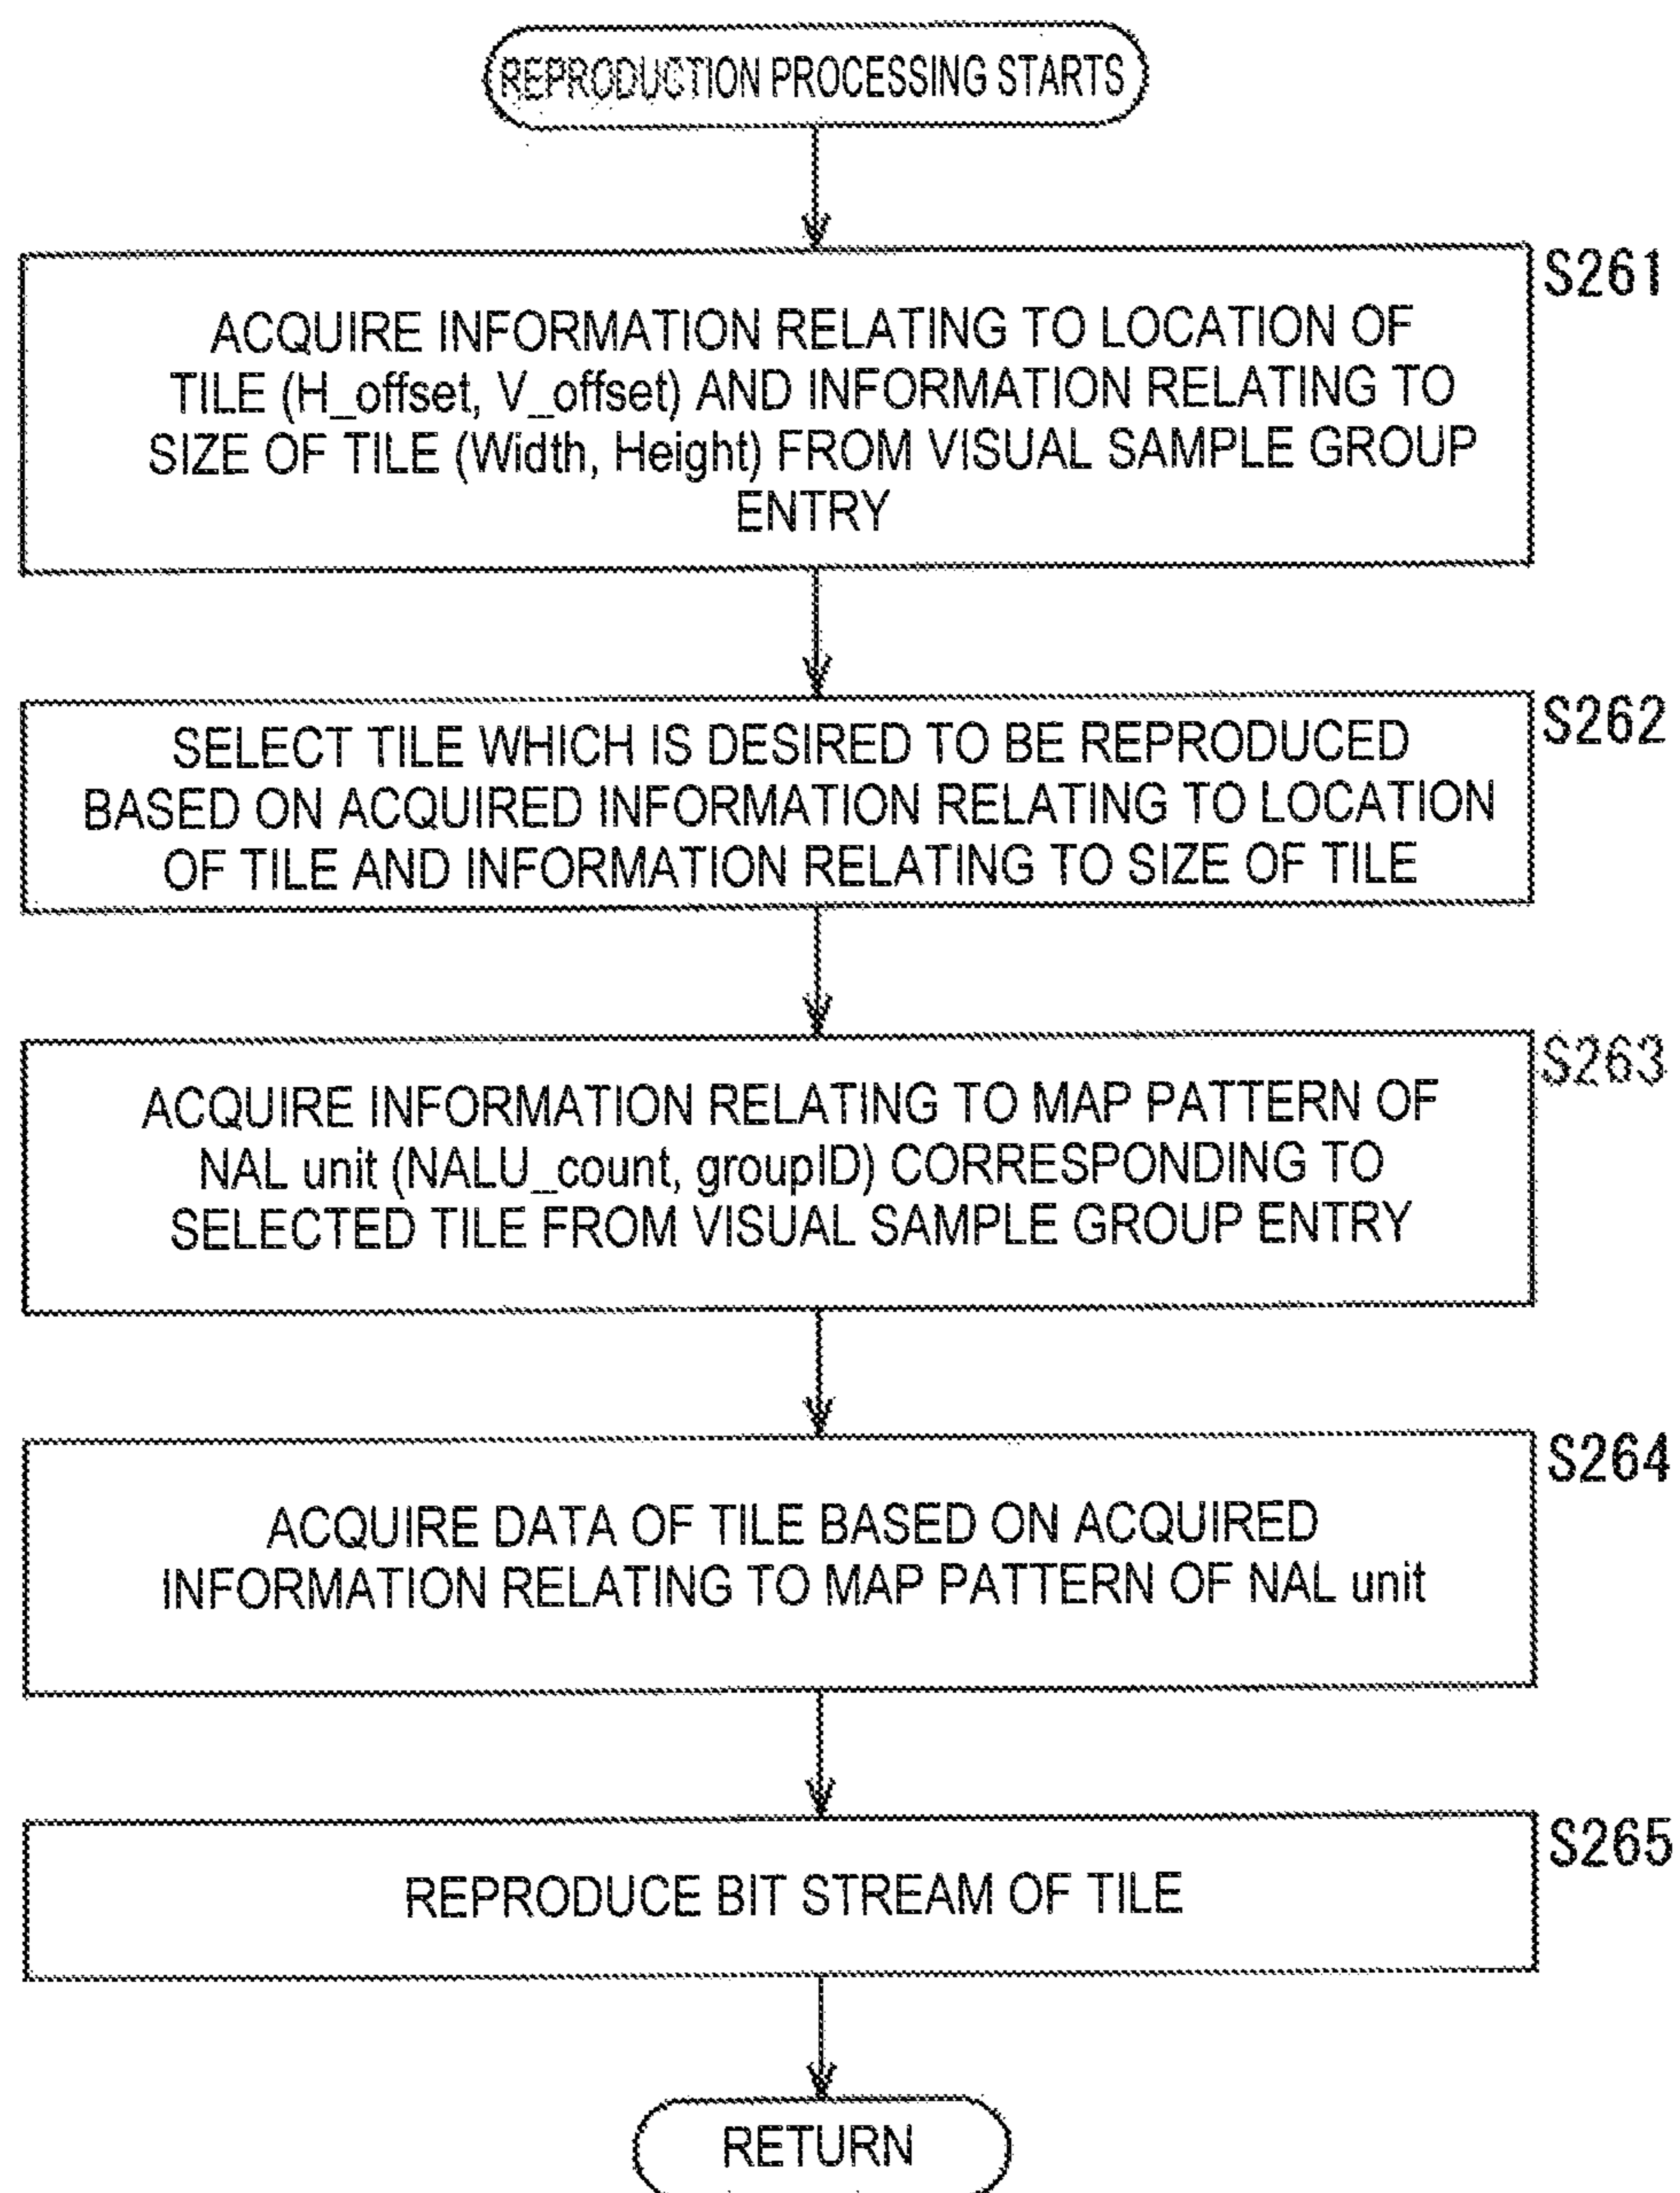 REPRODUCTION PROCESSING STARTS
S261
ACQUIRE INFORMATION RELATING TO LOCATION OF
TILE (H_offset, V_offset) AND INFORMATION RELATING TO
SIZE OF TILE (Width, Height) FROM VISUAL SAMPLE GROUP
ENTRY
S262
SELECT TILE WHICH IS DESIRED TO BE REPRODUCED
BASED ON ACQUIRED INFORMATION RELATING TO LOCATION
OF TILE AND INFORMATION RELATING TO SIZE OF TILE
S263
ACQUIRE INFORMATION RELATING TO MAP PATTERN OF
NAL unit (NALU_count, groupID) CORRESPONDING TO
SELECTED TILE FROM VISUAL SAMPLE GROUP ENTRY
S264
ACQUIRE DATA OF TILE BASED ON ACQUIRED
INFORMATION RELATING TO MAP PATTERN OF NAL unit
S265
REPRODUCE BIT STREAM OF TILE
RETURN